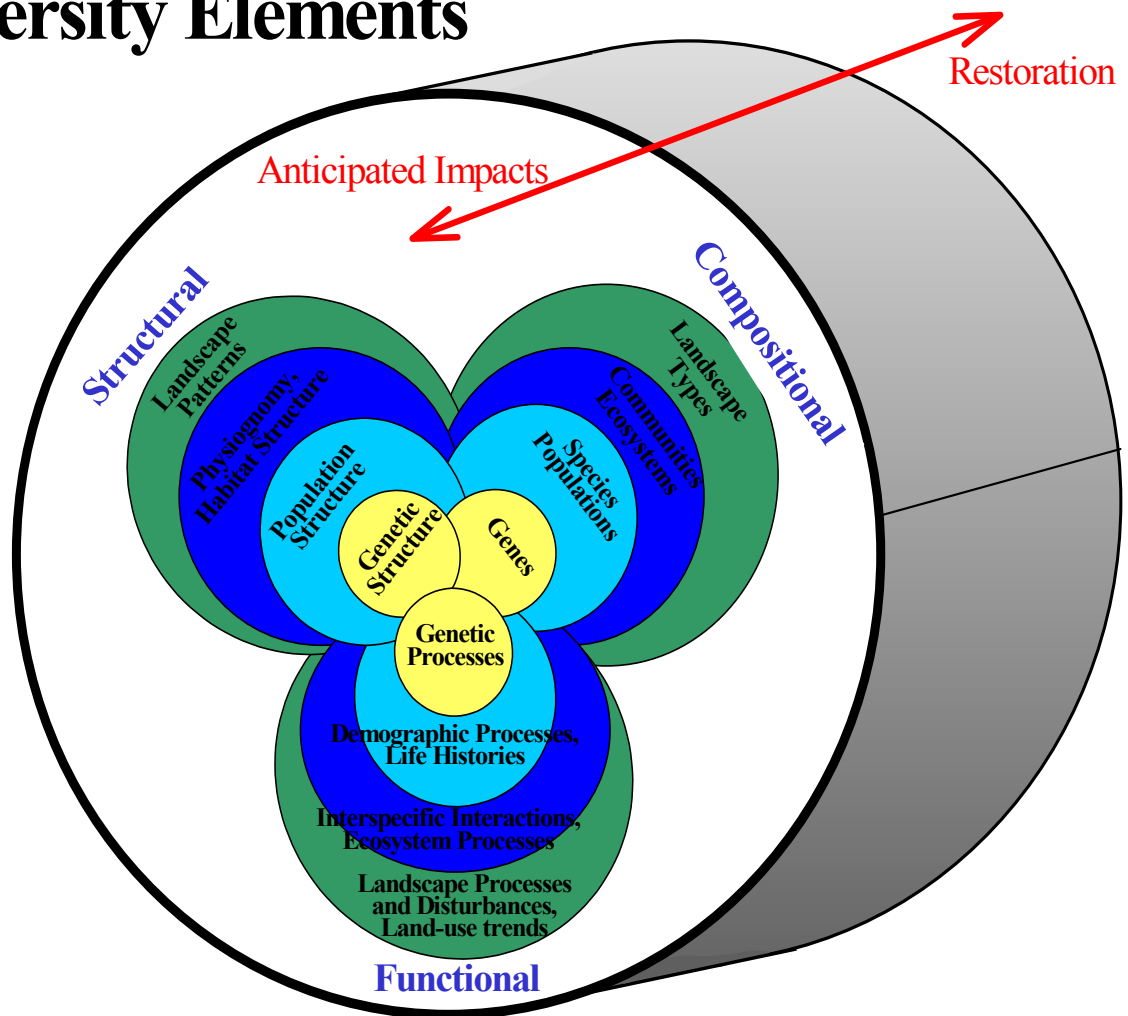 ersity Elements
Restoration
Anticipated Impacts
Structural
Compositional
Landscape
Patterns
Physiognomy,
Habitat Structure
Population
Structure
Genetic
Structure
Landscape
Types
Communities
Ecosystems
Species
Populations
Genes
Genetic
Processes
Demographic Processes,
Life Histories
Interspecific Interactions,
Ecosystem Processes
Landscape Processes
and Disturbances,
Land-use trends
Functional